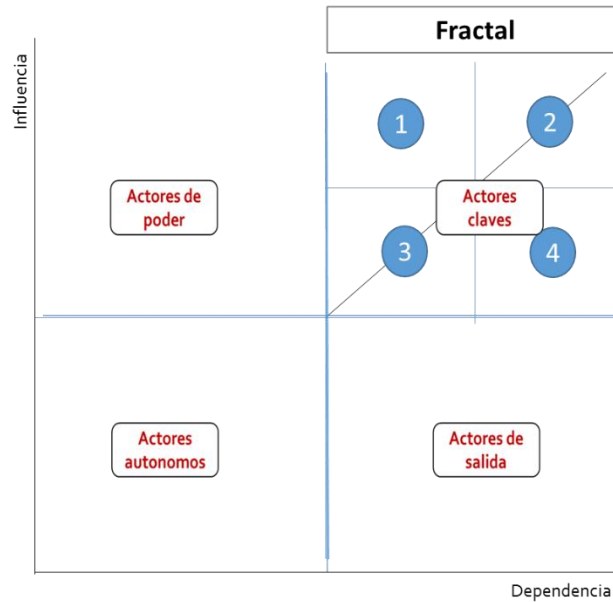 Fractal
Influencia
1
2
Actores de
poder
Actores
claves
3
4
Actores
autonomos
Actores de
salida
Dependencia